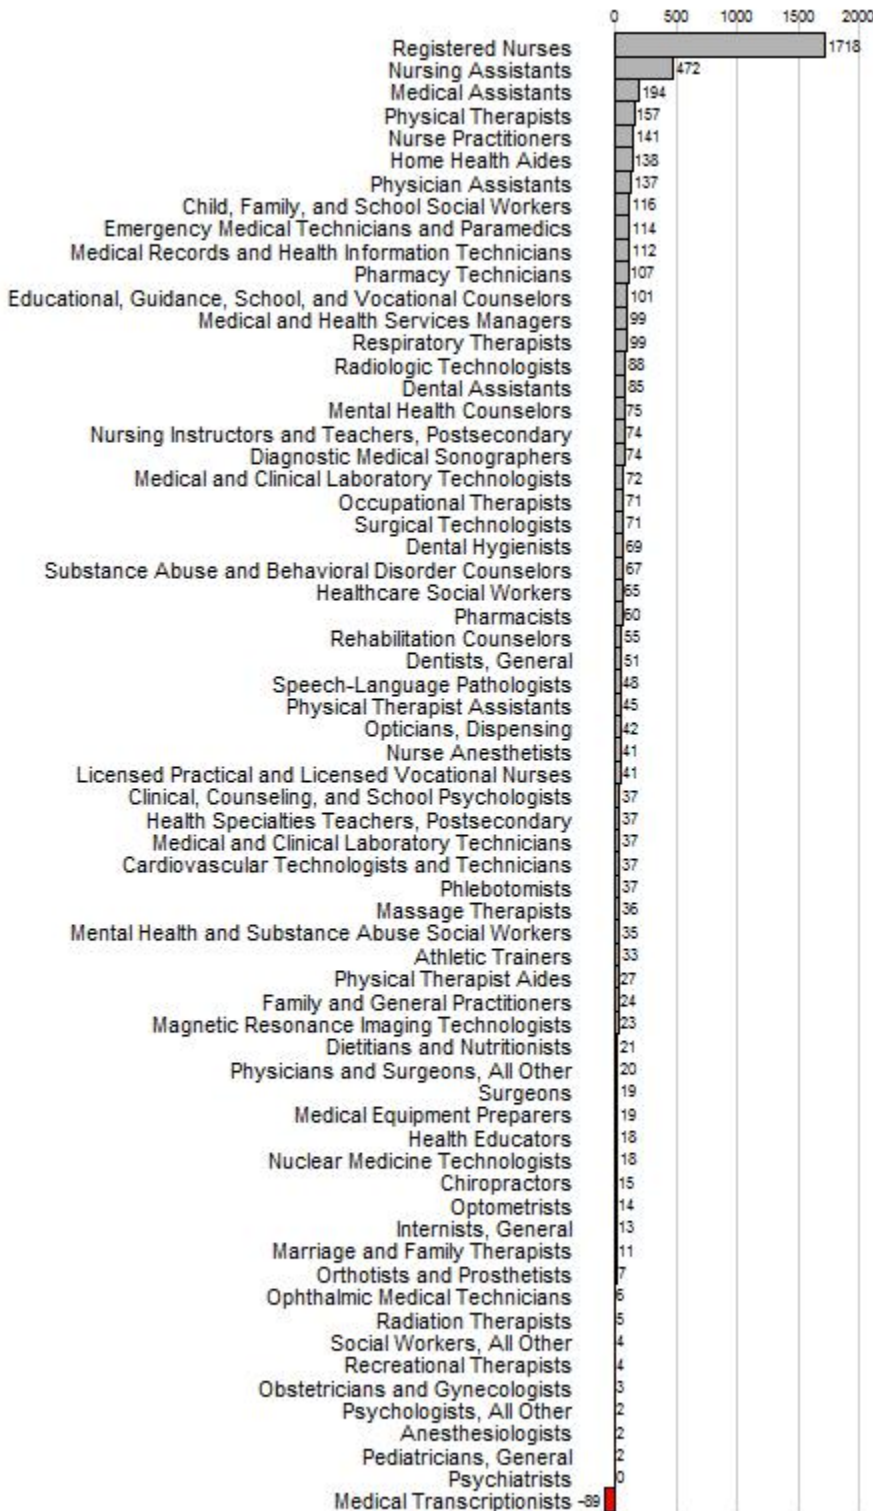 0 500 1000 1500 2000
Registered Nurses 1718
Nursing Assistants 472
Medical Assistants 194
Physical Therapists 157
Nurse Practitioners 141
Home Health Aides 138
Physician Assistants 137
Child, Family, and School Social Workers 116
Emergency Medical Technicians and Paramedics 114
Medical Records and Health Information Technicians 112
Pharmacy Technicians 107
Educational, Guidance, School, and Vocational Counselors 101
Medical and Health Services Managers 99
Respiratory Therapists 99
Radiologic Technologists 88
Dental Assistants 85
Mental Health Counselors 75
Nursing Instructors and Teachers, Postsecondary 74
Diagnostic Medical Sonographers 74
Medical and Clinical Laboratory Technologists 72
Occupational Therapists 71
Surgical Technologists 71
Dental Hygienists 69
Substance Abuse and Behavioral Disorder Counselors 67
Healthcare Social Workers 65
Pharmacists 60
Rehabilitation Counselors 55
Dentists, General 51
Speech-Language Pathologists 48
Physical Therapist Assistants 45
Opticians, Dispensing 42
Nurse Anesthetists 41
Licensed Practical and Licensed Vocational Nurses 41
Clinical, Counseling, and School Psychologists 37
Health Specialties Teachers, Postsecondary 37
Medical and Clinical Laboratory Technicians 37
Cardiovascular Technologists and Technicians 37
Phlebotomists 37
Massage Therapists 36
Mental Health and Substance Abuse Social Workers 35
Athletic Trainers 33
Physical Therapist Aides 27
Family and General Practitioners 24
Magnetic Resonance Imaging Technologists 23
Dietitians and Nutritionists 21
Physicians and Surgeons, All Other 20
Surgeons 19
Medical Equipment Preparers 19
Health Educators 18
Nuclear Medicine Technologists 18
Chiropractors 15
Optometrists 14
Internists, General 13
Marriage and Family Therapists 11
Orthotists and Prosthetists 7
Ophthalmic Medical Technicians 6
Radiation Therapists 5
Social Workers, All Other 4
Recreational Therapists 4
Obstetricians and Gynecologists 3
Psychologists, All Other 2
Anesthesiologists 2
Pediatricians, General 2
Psychiatrists 0
Medical Transcriptionists -89